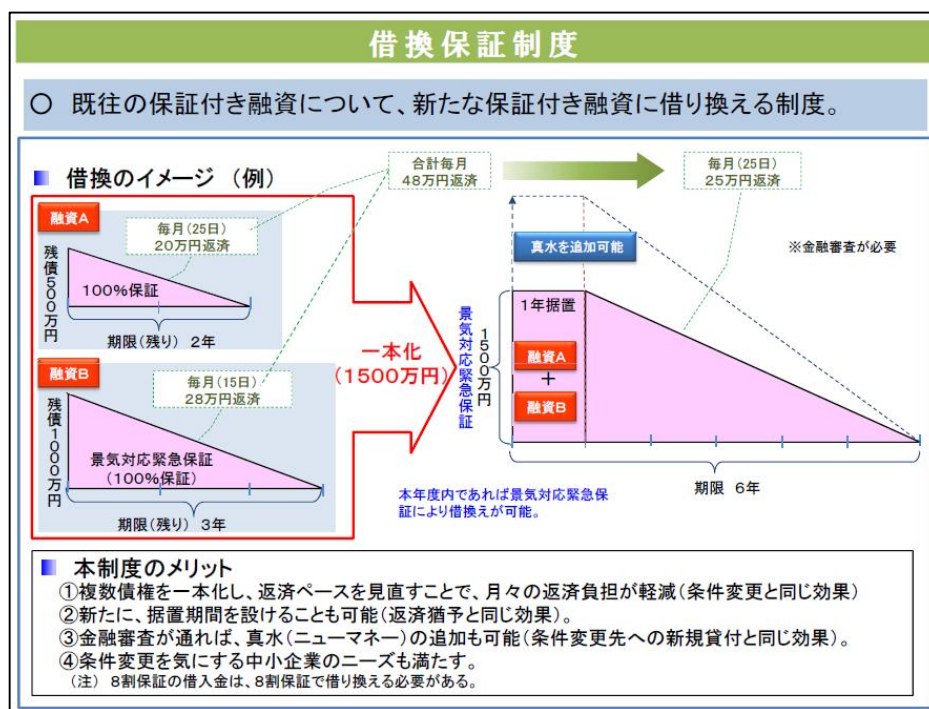 借換保証制度
○ 既往の保証付き融資について、新たな保証付き融資に借り換える制度。
■ 借換のイメージ （例）
合計毎月
48万円返済
毎月（25日）
25万円返済
融資A
毎月（25日）
20万円返済
残債500万円
100%保証
期限（残り） 2年
融資B
毎月（15日）
28万円返済
残債1000万円
景気対応緊急保証
（100%保証）
期限（残り） 3年
一本化
（1500万円）
真水を追加可能
※金融審査が必要
景気対応緊急保証
1500万円
1年据置
融資A
＋
融資B
期限 6年
本年度内であれば景気対応緊急保
証により借換えが可能。
■ 本制度のメリット
①複数債権を一本化し、返済ペースを見直すことで、月々の返済負担が軽減（条件変更と同じ効果）
②新たに、据置期間を設けることも可能（返済猶予と同じ効果）。
③金融審査が通れば、真水（ニューマネー）の追加も可能（条件変更先への新規貸付と同じ効果）。
④条件変更を気にする中小企業のニーズも満たす。
（注） 8割保証の借入金は、8割保証で借り換える必要がある。